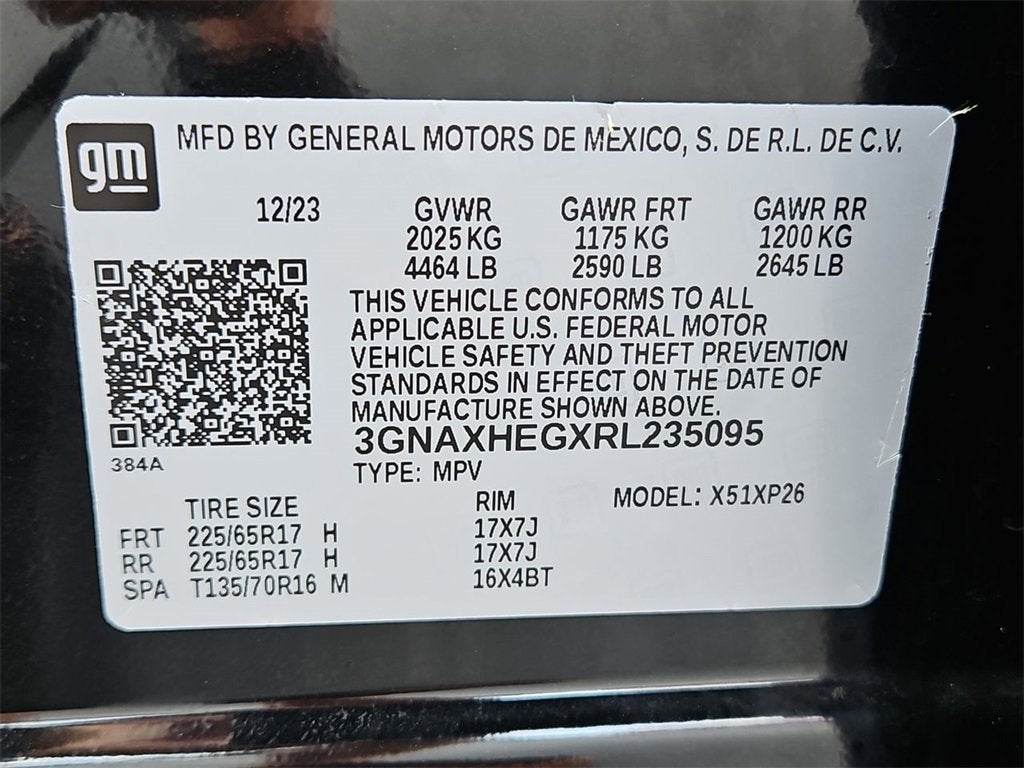 gm
MFD BY GENERAL MOTORS DE MEXICO, S. DE R.L. DE C.V.
12/23 GVWR GAWR FRT GAWR RR
2025 KG 1175 KG 1200 KG
4464 LB 2590 LB 2645 LB
THIS VEHICLE CONFORMS TO ALL
APPLICABLE U.S. FEDERAL MOTOR
VEHICLE SAFETY AND THEFT PREVENTION
STANDARDS IN EFFECT ON THE DATE OF
MANUFACTURE SHOWN ABOVE.
3GNAXHEGXRL235095
384A
TYPE: MPV
TIRE SIZE RIM MODEL: X51XP26
FRT 225/65R17 H 17X7J
RR 225/65R17 H 17X7J
SPA T135/70R16 M 16X4BT